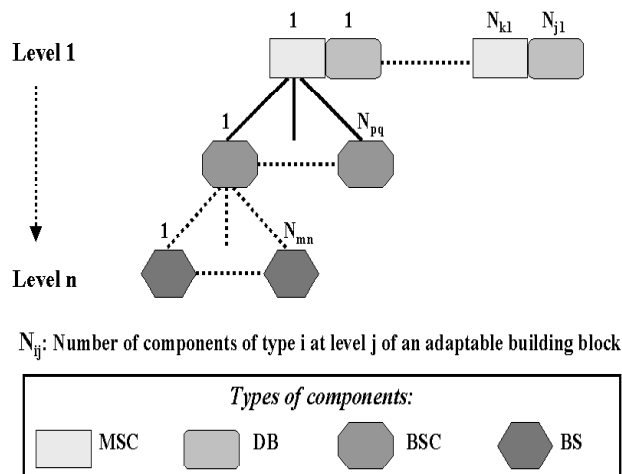 1 1 N_k1 N_j1
Level 1
1 N_pq
1 N_mn
Level n
N_ij: Number of components of type i at level j of an adaptable building block
Types of components:
MSC DB BSC BS